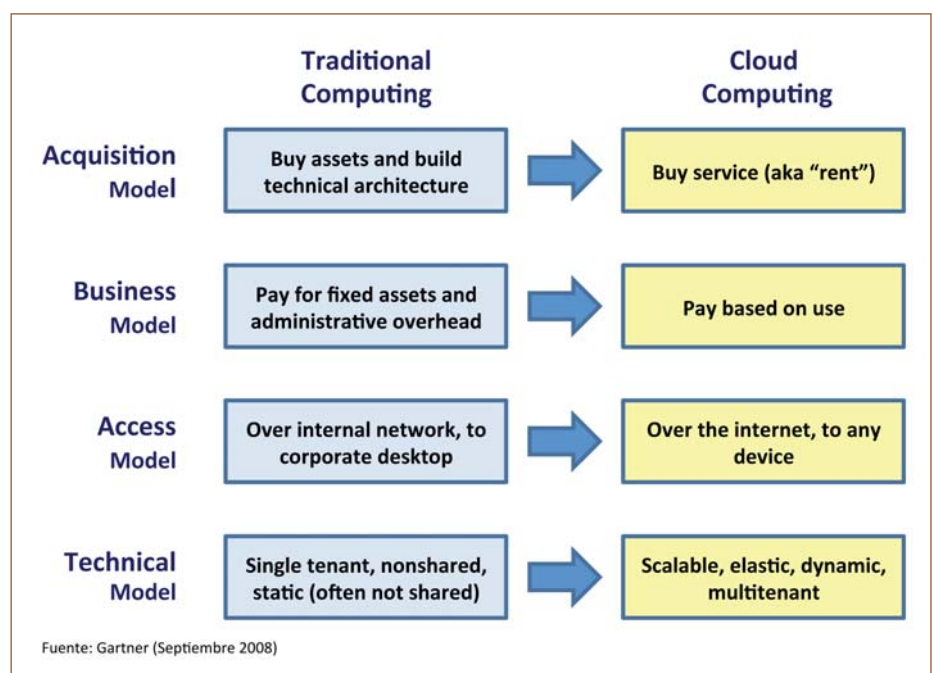 Traditional
Computing
Cloud
Computing
Acquisition
Model
Buy assets and build
technical architecture
Buy service (aka “rent”)
Business
Model
Pay for fixed assets and
administrative overhead
Pay based on use
Access
Model
Over internal network, to
corporate desktop
Over the internet, to any
device
Technical
Model
Single tenant, nonshared,
static (often not shared)
Scalable, elastic, dynamic,
multitenant
Fuente: Gartner (Septiembre 2008)